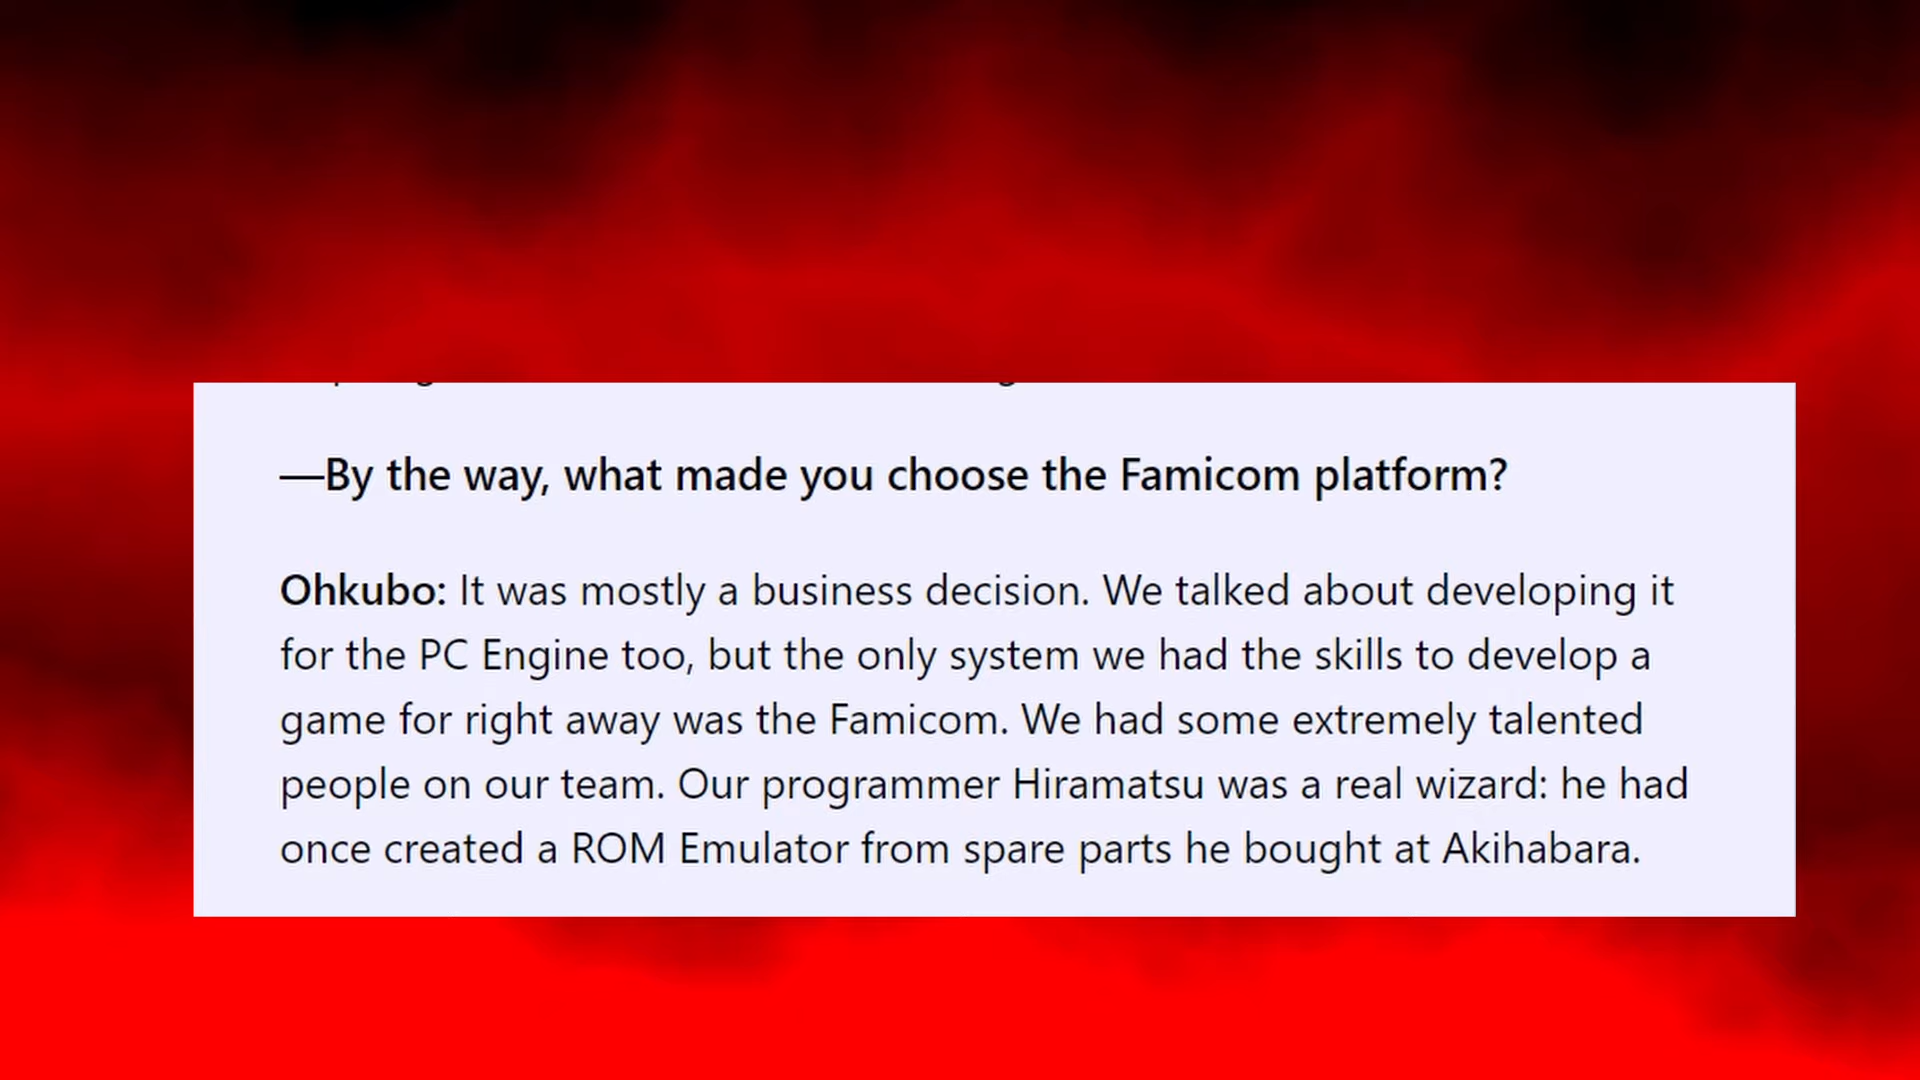 —By the way, what made you choose the Famicom platform?
Ohkubo: It was mostly a business decision. We talked about developing it
for the PC Engine too, but the only system we had the skills to develop a
game for right away was the Famicom. We had some extremely talented
people on our team. Our programmer Hiramatsu was a real wizard: he had
once created a ROM Emulator from spare parts he bought at Akihabara.